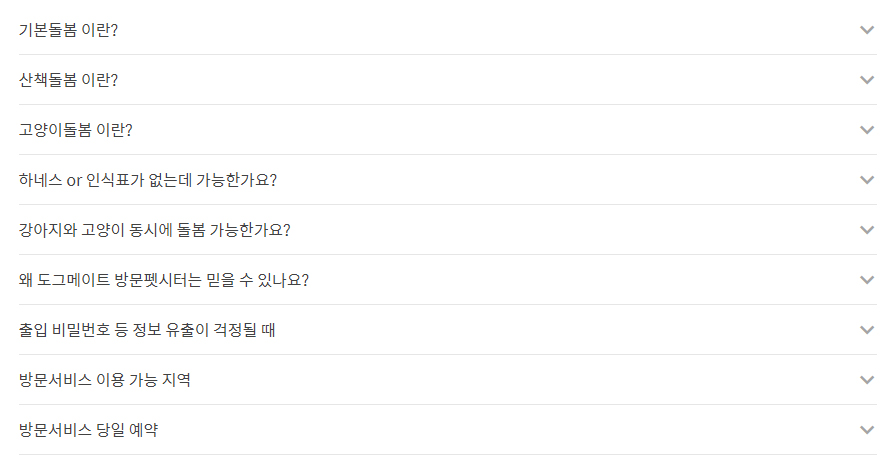 기본돌봄 이란?
산책돌봄 이란?
고양이돌봄 이란?
하네스 or 인식표가 없는데 가능한가요?
강아지와 고양이 동시에 돌봄 가능한가요?
왜 도그메이트 방문펫시터는 믿을 수 있나요?
출입 비밀번호 등 정보 유출이 걱정될 때
방문서비스 이용 가능 지역
방문서비스 당일 예약